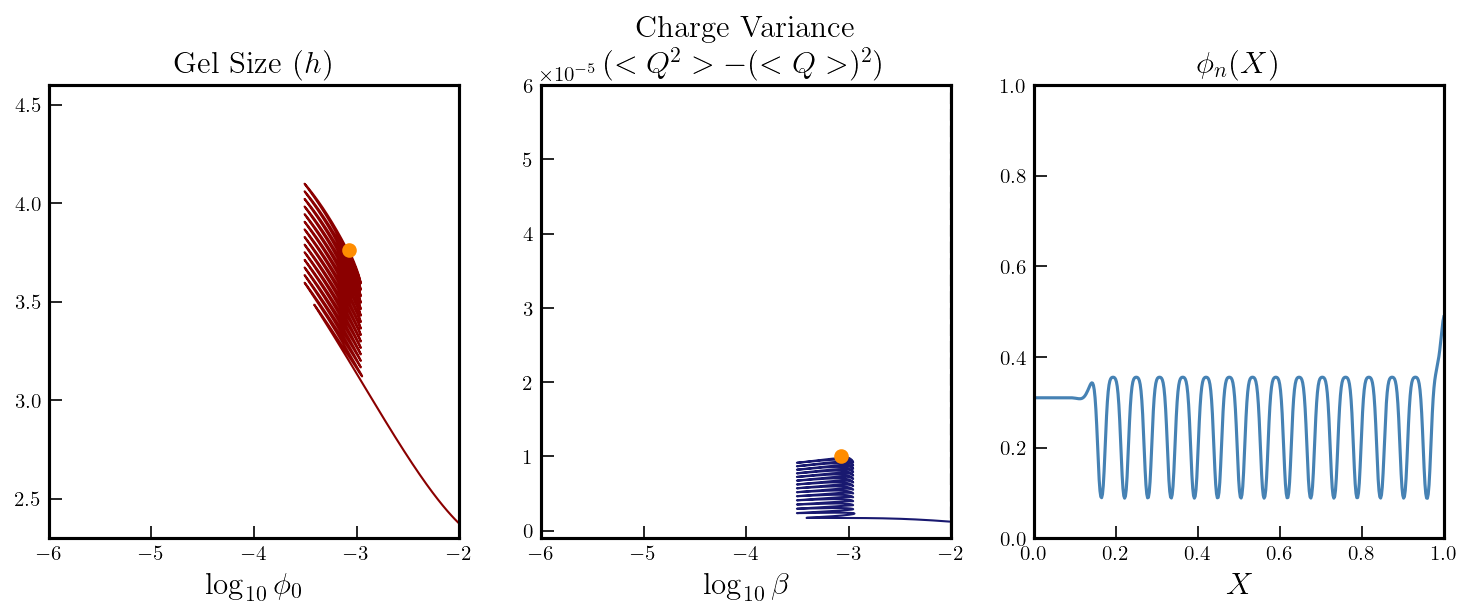 Gel Size (h)
4.5
4.0
3.5
3.0
2.5
−6 −5 −4 −3 −2
log₁₀ ϕ₀
Charge Variance
(< Q² > −(< Q >)²)
×10⁻⁵
6
5
4
3
2
1
0
−6 −5 −4 −3 −2
log₁₀ β
ϕₙ(X)
1.0
0.8
0.6
0.4
0.2
0.0
0.0 0.2 0.4 0.6 0.8 1.0
X